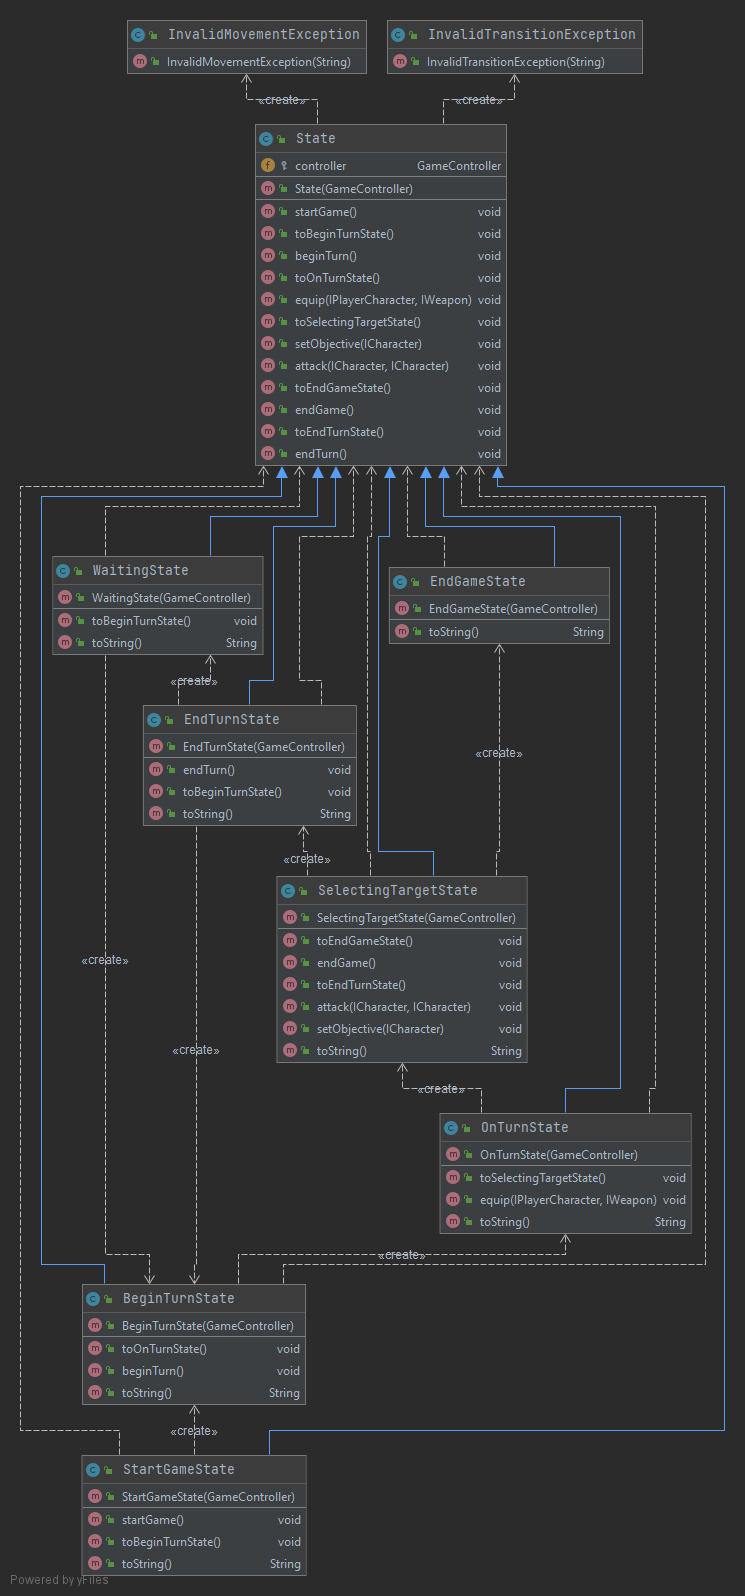 InvalidMovementException
InvalidMovementException(String)
InvalidTransitionException
InvalidTransitionException(String)
«create»
«create»
State
controller GameController
State(GameController)
startGame() void
toBeginTurnState() void
beginTurn() void
toOnTurnState() void
equip(IPlayerCharacter, IWeapon) void
toSelectingTargetState() void
setObjective(ICharacter) void
attack(ICharacter, ICharacter) void
toEndGameState() void
endGame() void
toEndTurnState() void
endTurn() void
WaitingState
WaitingState(GameController)
toBeginTurnState() void
toString() String
EndGameState
EndGameState(GameController)
toString() String
«create»
EndTurnState
EndTurnState(GameController)
endTurn() void
toBeginTurnState() void
toString() String
«create»
«create»
SelectingTargetState
SelectingTargetState(GameController)
toEndGameState() void
endGame() void
toEndTurnState() void
attack(ICharacter, ICharacter) void
setObjective(ICharacter) void
toString() String
«create»
«create»
«create»
OnTurnState
OnTurnState(GameController)
toSelectingTargetState() void
equip(IPlayerCharacter, IWeapon) void
toString() String
«create»
BeginTurnState
BeginTurnState(GameController)
toOnTurnState() void
beginTurn() void
toString() String
«create»
StartGameState
StartGameState(GameController)
startGame() void
toBeginTurnState() void
toString() String
Powered by yFiles